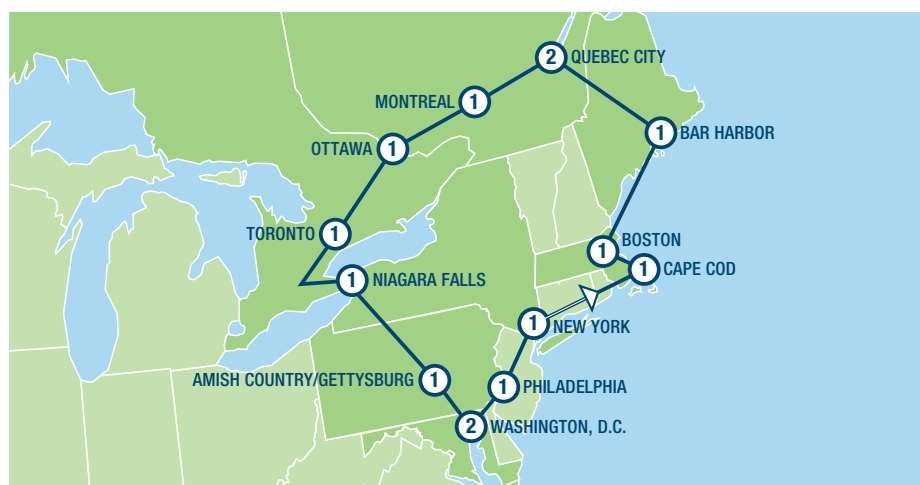 2 QUEBEC CITY
MONTREAL 1
1 BAR HARBOR
OTTAWA 1
TORONTO 1
1 BOSTON
1 CAPE COD
1 NIAGARA FALLS
1 NEW YORK
AMISH COUNTRY/GETTYSBURG 1
1 PHILADELPHIA
2 WASHINGTON, D.C.